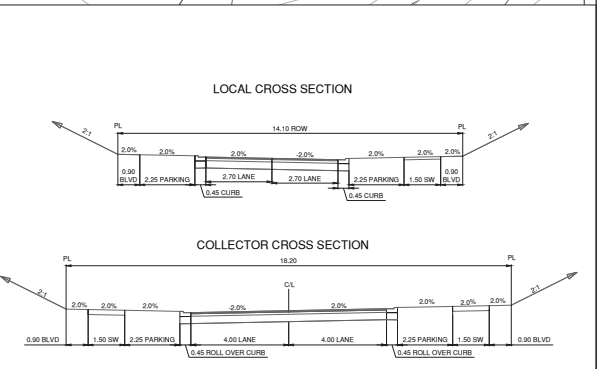 LOCAL CROSS SECTION
PL
PL
2:1
14.10 ROW
2:1
2.0%
2.0%
2.0%
-2.0%
2.0%
2.0%
2.0%
0.90
BLVD
2.25 PARKING
2.70 LANE
2.70 LANE
2.25 PARKING
1.50 SW
0.90
BLVD
0.45 CURB
0.45 CURB
COLLECTOR CROSS SECTION
PL
PL
18.20
2:1
C/L
2:1
2.0%
2.0%
2.0%
-2.0%
2.0%
2.0%
2.0%
2.0%
0.90 BLVD
1.50 SW
2.25 PARKING
4.00 LANE
4.00 LANE
2.25 PARKING
1.50 SW
0.90 BLVD
0.45 ROLL OVER CURB
0.45 ROLL OVER CURB